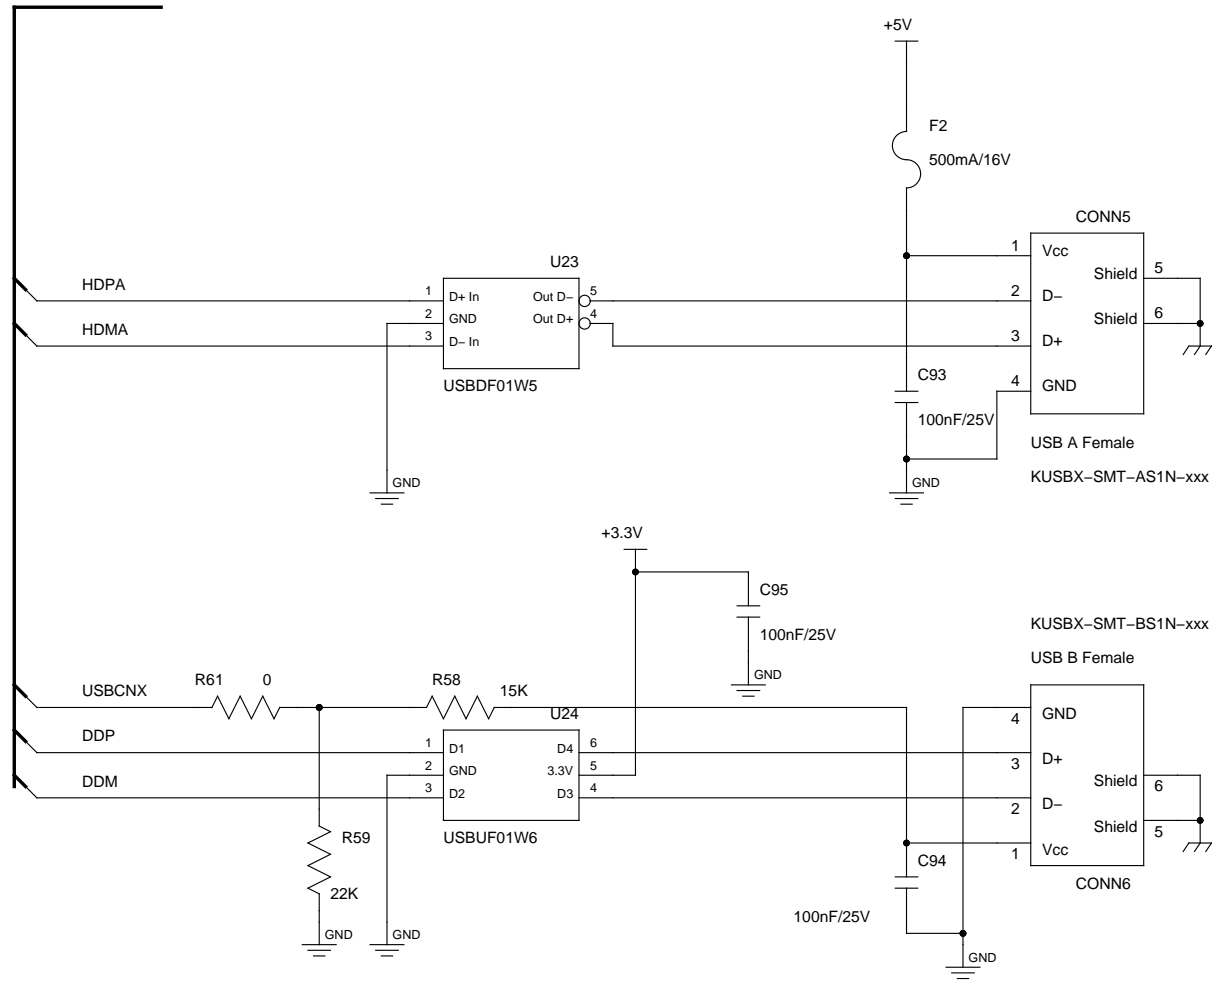 +5V
F2
500mA/16V
CONN5
1 Vcc
Shield 5
HDPA
U23
1 D+ In Out D− 5
2 D−
2 GND Out D+ 4
Shield 6
HDMA
3 D− In
3 D+
USBDF01W5
C93
4 GND
100nF/25V
USB A Female
GND
GND
KUSBX−SMT−AS1N−xxx
+3.3V
C95
100nF/25V
KUSBX−SMT−BS1N−xxx
USB B Female
GND
USBCNX
R61 0
R58 15K
U24
4 GND
DDP
1 D1 D4 6
3 D+
2 GND 3.3V 5
Shield 6
DDM
3 D2 D3 4
2 D−
Shield 5
USBUF01W6
R59
22K
1 Vcc
C94
CONN6
100nF/25V
GND
GND
GND